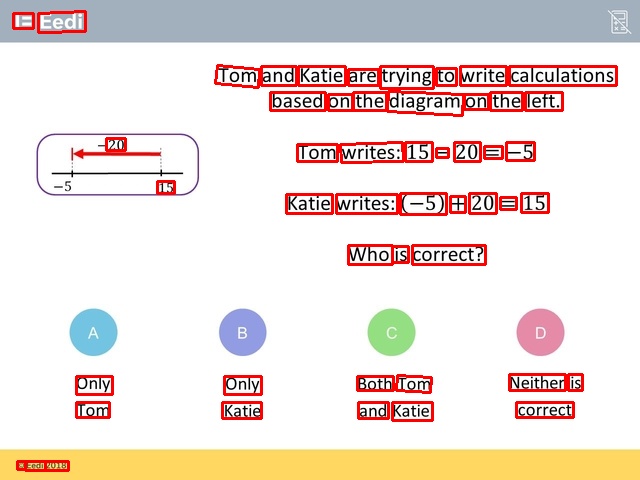 Eedi
Tom and Katie are trying to write calculations
based on the diagram on the left.
−20
−5
15
Tom writes: 15 − 20 = −5
Katie writes: (−5) + 20 = 15
Who is correct?
A
B
C
D
Only
Tom
Only
Katie
Both Tom
and Katie
Neither is
correct
© Eedi 2018